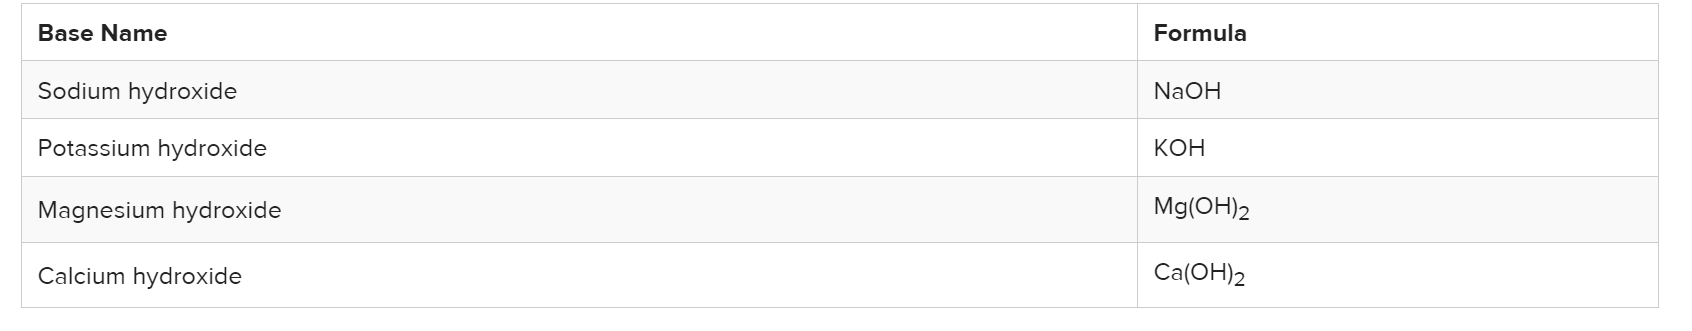 Base Name Formula
Sodium hydroxide NaOH
Potassium hydroxide KOH
Magnesium hydroxide Mg(OH)₂
Calcium hydroxide Ca(OH)₂